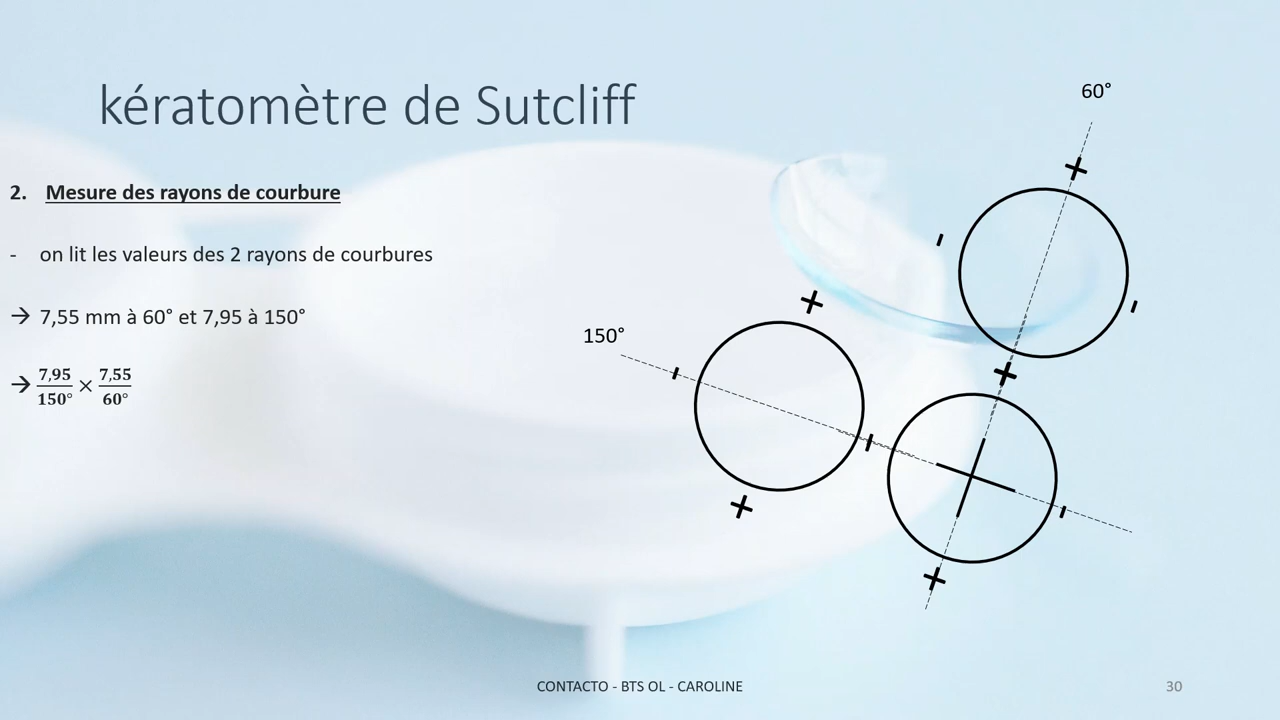 kératomètre de Sutcliff
2. Mesure des rayons de courbure
- on lit les valeurs des 2 rayons de courbures
→ 7,55 mm à 60° et 7,95 à 150°
→ 7,95/150° × 7,55/60°
60°
+
-
-
+
150°
+
-
-
+
-
+
CONTACTO - BTS OL - CAROLINE
30